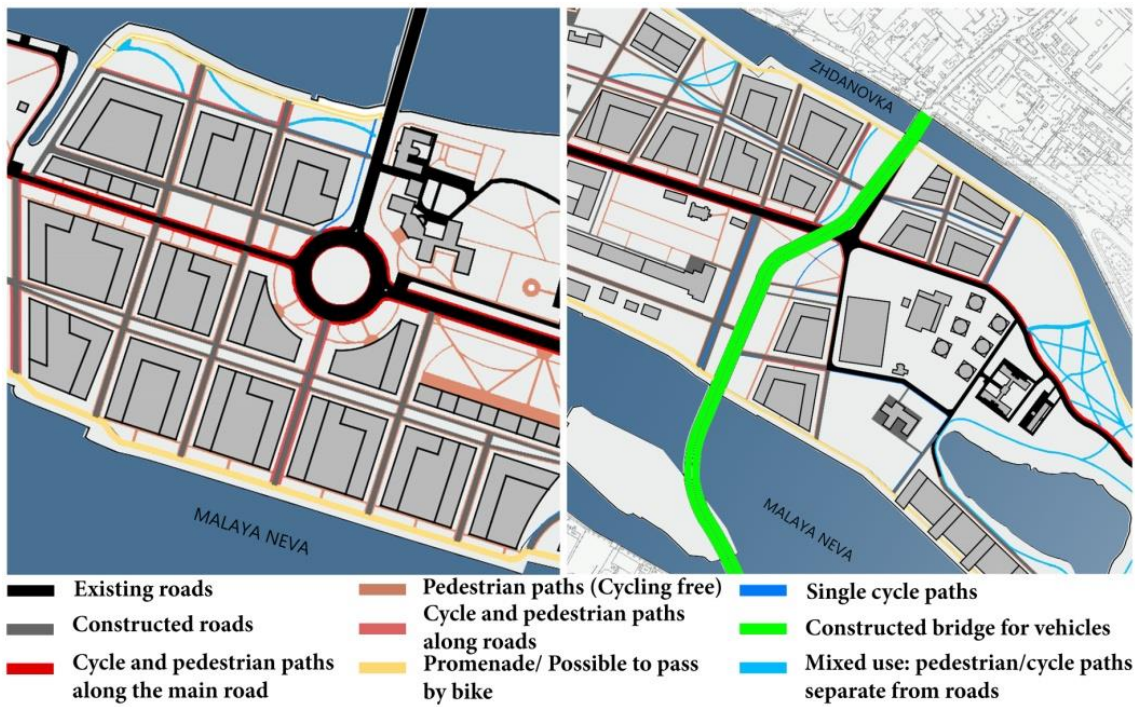 ZHDANOVKA
MALAYA NEVA
MALAYA NEVA
Existing roads
Constructed roads
Cycle and pedestrian paths
along the main road
Pedestrian paths (Cycling free)
Cycle and pedestrian paths
along roads
Promenade/ Possible to pass
by bike
Single cycle paths
Constructed bridge for vehicles
Mixed use: pedestrian/cycle paths
separate from roads